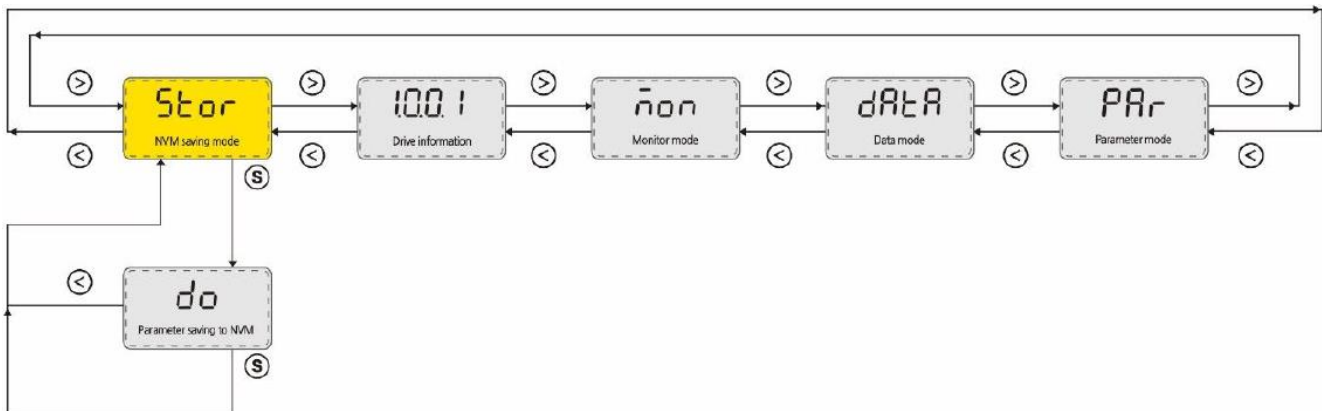 >
Stor
NVM saving mode
<
S
>
1.0.0.1
Drive information
<
>
mon
Monitor mode
<
>
dAtA
Data mode
<
>
PAr
Parameter mode
>
<
<
do
Parameter saving to NVM
S